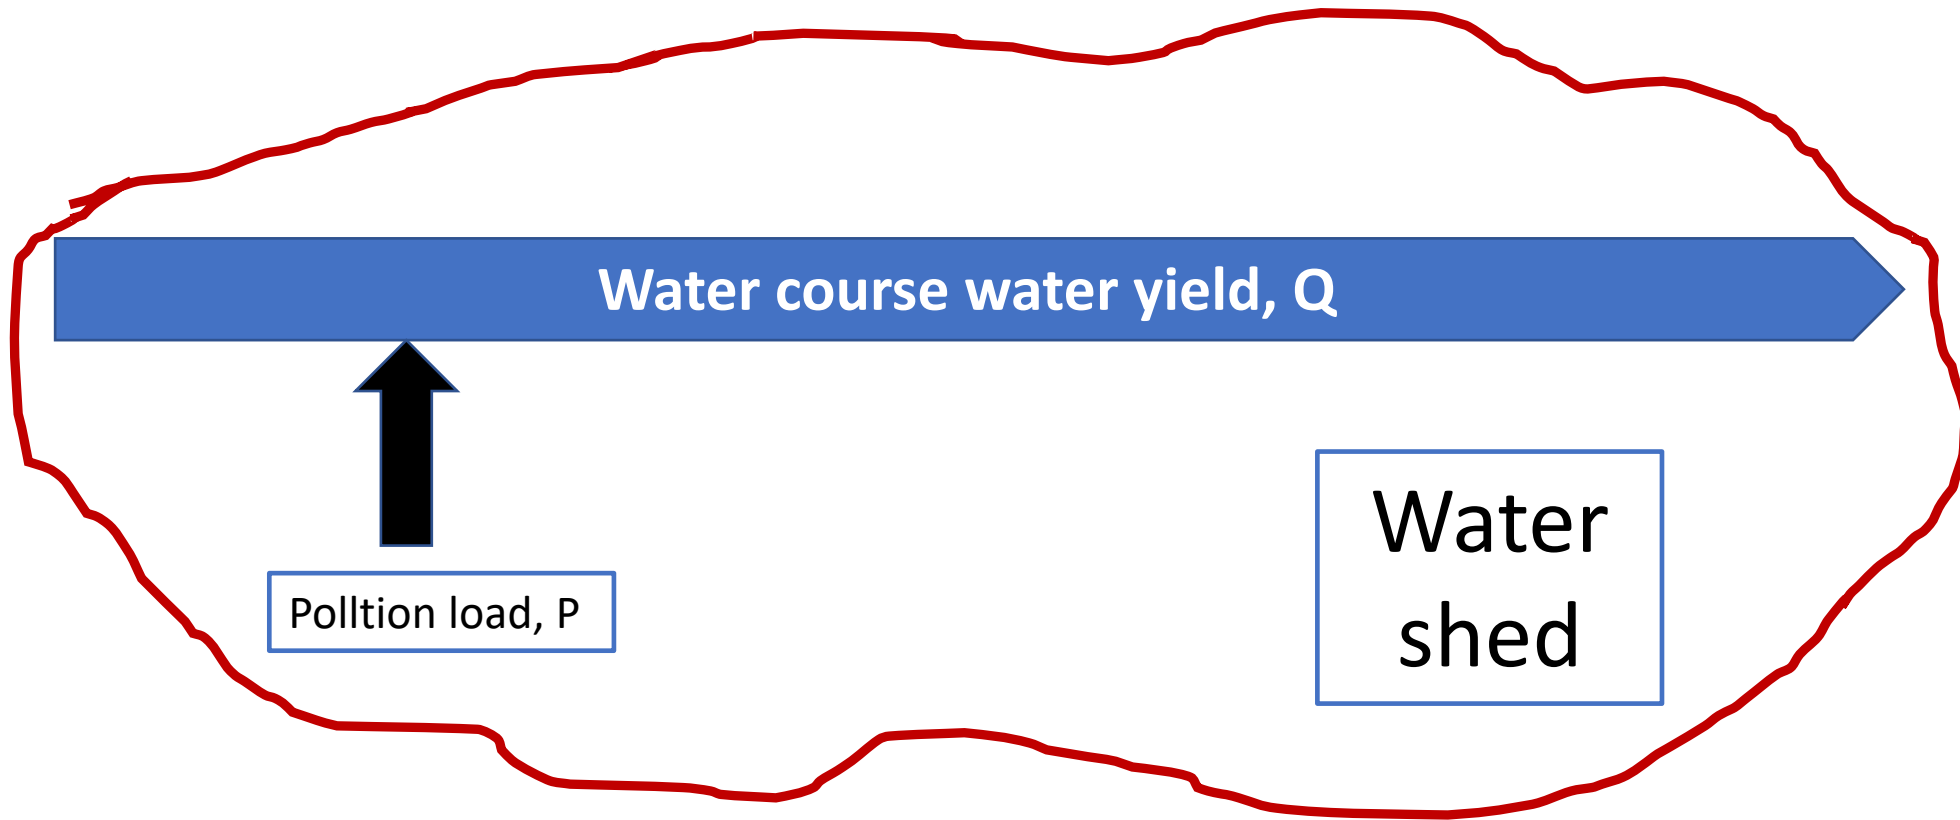 Water course water yield, Q
Polltion load, P
Water
shed